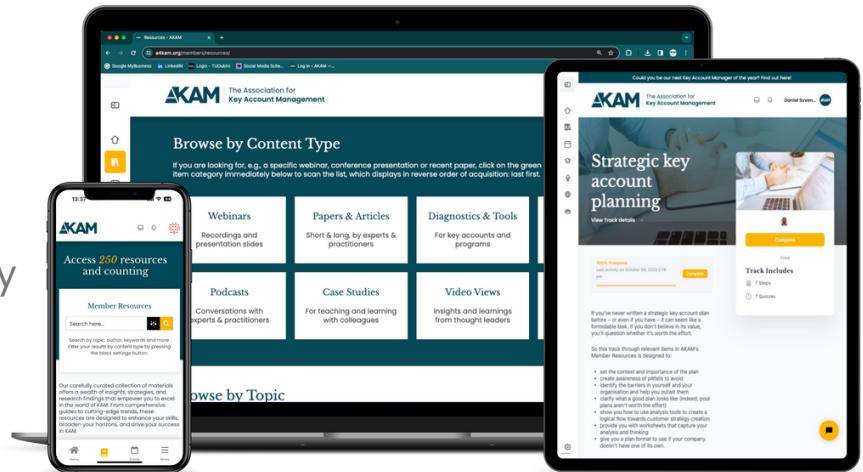 y
Resources - AKAM
a4kam.org/members/resources/
Google MyBusiness
LinkedIn
Login - TUDublin
Social Media Sche...
Log In ‹ AKAM —...
AKAM
The Association for
Key Account Management
Browse by Content Type
If you are looking for, e.g., a specific webinar, conference presentation or recent paper, click on the green
item category immediately below to scan the list, which displays in reverse order of acquisition: last first.
Webinars
Recordings and
presentation slides
Papers & Articles
Short & long, by experts &
practitioners
Diagnostics & Tools
For key accounts and
programs
Podcasts
Conversations with
experts & practitioners
Case Studies
For teaching and learning
with colleagues
Video Views
Insights and learnings
from thought leaders
owse by Topic
13:37
AKAM
Access 250 resources
and counting
Member Resources
Search here...
Search by topic, author, keywords and more.
Filter your results by content type by pressing
the black settings button.
Our carefully curated collection of materials
offers a wealth of insights, strategies, and
research findings that empower you to excel
in the world of KAM. From comprehensive
guides to cutting-edge trends, these
resources are designed to enhance your skills,
broaden your horizons, and drive your success
in KAM.
Could you be our next Key Account Manager of the year? Find out here!
AKAM
The Association for
Key Account Management
Daniel Suven...
Strategic key
account
planning
View Track details
Complete
Free
Track Includes
7 Steps
7 Quizzes
100% Complete
Complete
If you've never written a strategic key account plan
before – or even if you have – it can seem like a
formidable task. If you don't believe in its value,
you'll question whether it's worth the effort.
So this track through relevant items in AKAM's
Member Resources is designed to:
• set the context and importance of the plan
• create awareness of pitfalls to avoid
• identify the barriers in yourself and your
organisation and help you outwit them
• clarify what a good plan looks like (indeed, poor
plans aren't worth the effort)
• show you how to use analysis tools to create a
logical flow towards customer strategy creation
• provide you with worksheets that capture your
analysis and thinking
• give you a plan format to use if your company
doesn't have one of its own.